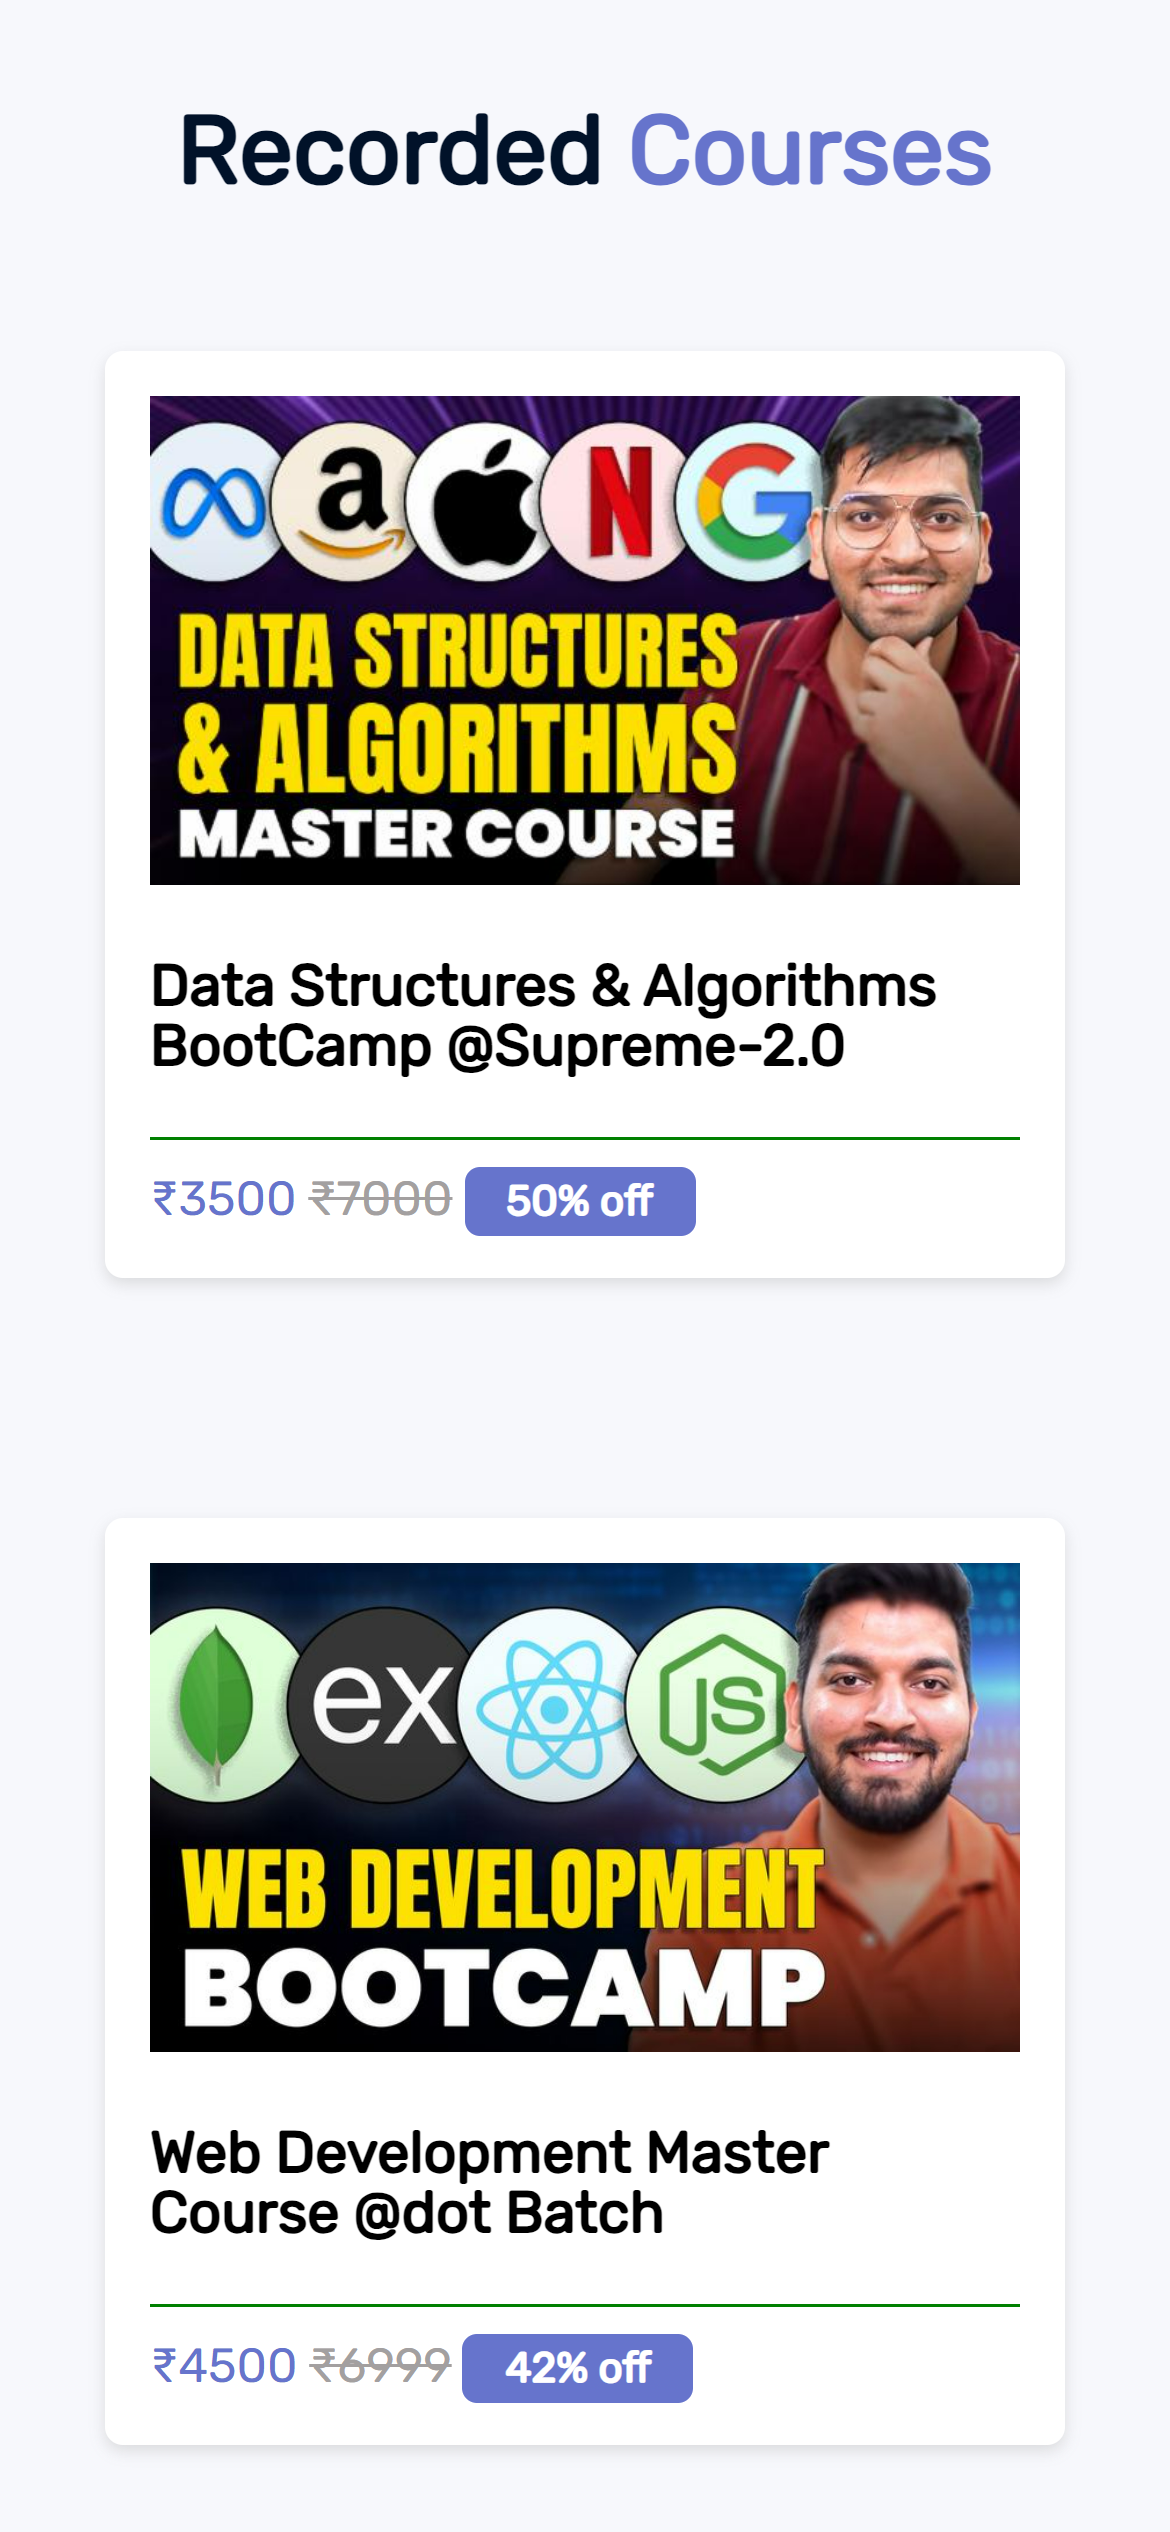 Recorded Courses
a
N
G
DATA STRUCTURES
& ALGORITHMS
MASTER COURSE
Data Structures & Algorithms
BootCamp @Supreme-2.0
₹3500 ₹7000 50% off
ex
JS
WEB DEVELOPMENT
BOOTCAMP
Web Development Master
Course @dot Batch
₹4500 ₹6999 42% off